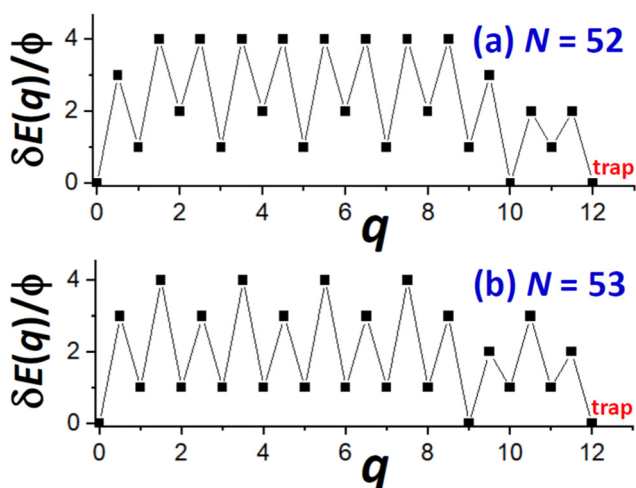 δE(q)/ϕ
4
2
0
(a) N = 52
trap
0 2 4 6 8 10 12
q
δE(q)/ϕ
4
2
0
(b) N = 53
trap
0 2 4 6 8 10 12
q